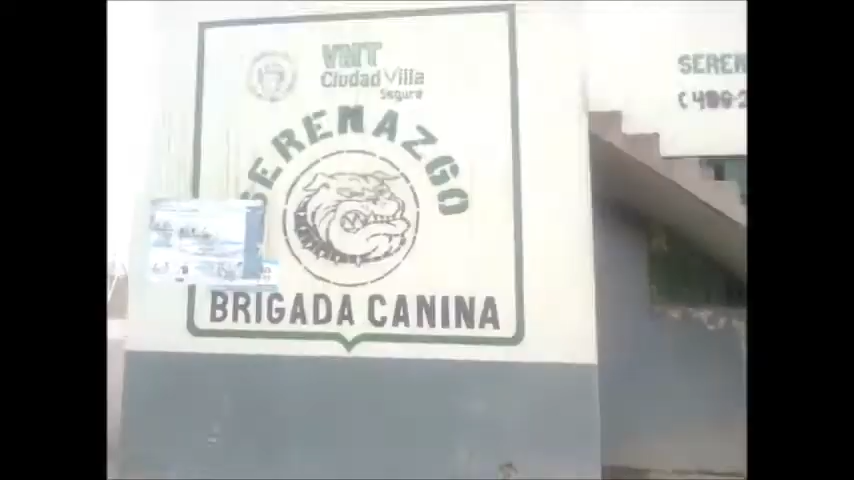 VMT
Ciudad Villa
Segura
SERENAZGO
BRIGADA CANINA
SEREN